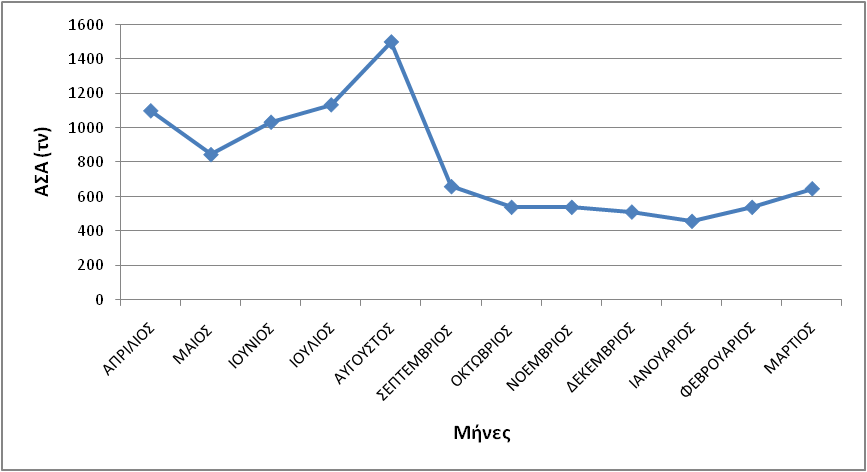 1600
1400
1200
1000
800
600
400
200
0
ΑΣΑ (τν)
ΑΠΡΙΛΙΟΣ
ΜΑΙΟΣ
ΙΟΥΝΙΟΣ
ΙΟΥΛΙΟΣ
ΑΥΓΟΥΣΤΟΣ
ΣΕΠΤΕΜΒΡΙΟΣ
ΟΚΤΩΒΡΙΟΣ
ΝΟΕΜΒΡΙΟΣ
ΔΕΚΕΜΒΡΙΟΣ
ΙΑΝΟΥΑΡΙΟΣ
ΦΕΒΡΟΥΑΡΙΟΣ
ΜΑΡΤΙΟΣ
Μήνες